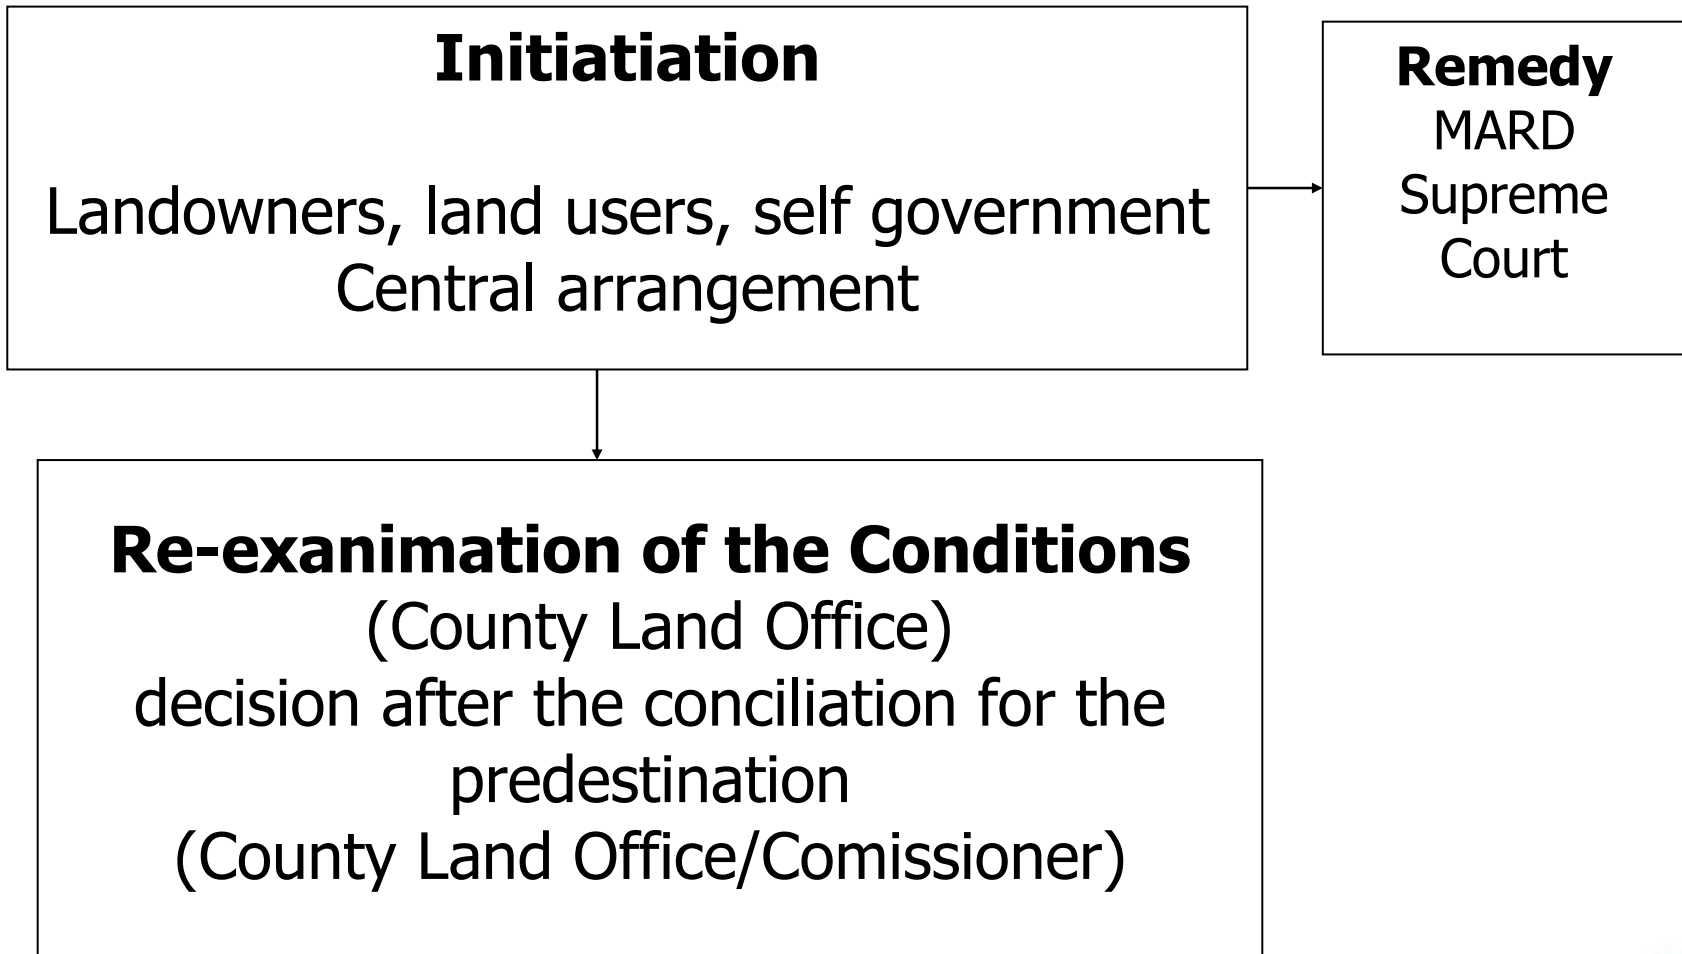 Initiatiation
Landowners, land users, self government
Central arrangement
Remedy
MARD
Supreme
Court
Re-exanimation of the Conditions
(County Land Office)
decision after the conciliation for the
predestination
(County Land Office/Comissioner)